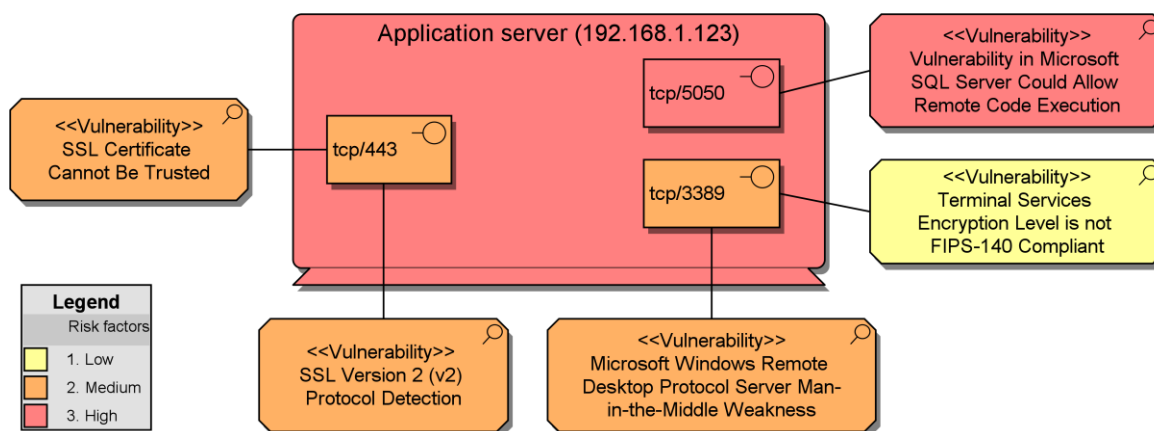 Application server (192.168.1.123)
tcp/5050
tcp/443
tcp/3389
<<Vulnerability>>
Vulnerability in Microsoft
SQL Server Could Allow
Remote Code Execution
<<Vulnerability>>
SSL Certificate
Cannot Be Trusted
<<Vulnerability>>
Terminal Services
Encryption Level is not
FIPS-140 Compliant
Legend
Risk factors
1. Low
2. Medium
3. High
<<Vulnerability>>
SSL Version 2 (v2)
Protocol Detection
<<Vulnerability>>
Microsoft Windows Remote
Desktop Protocol Server Man-
in-the-Middle Weakness